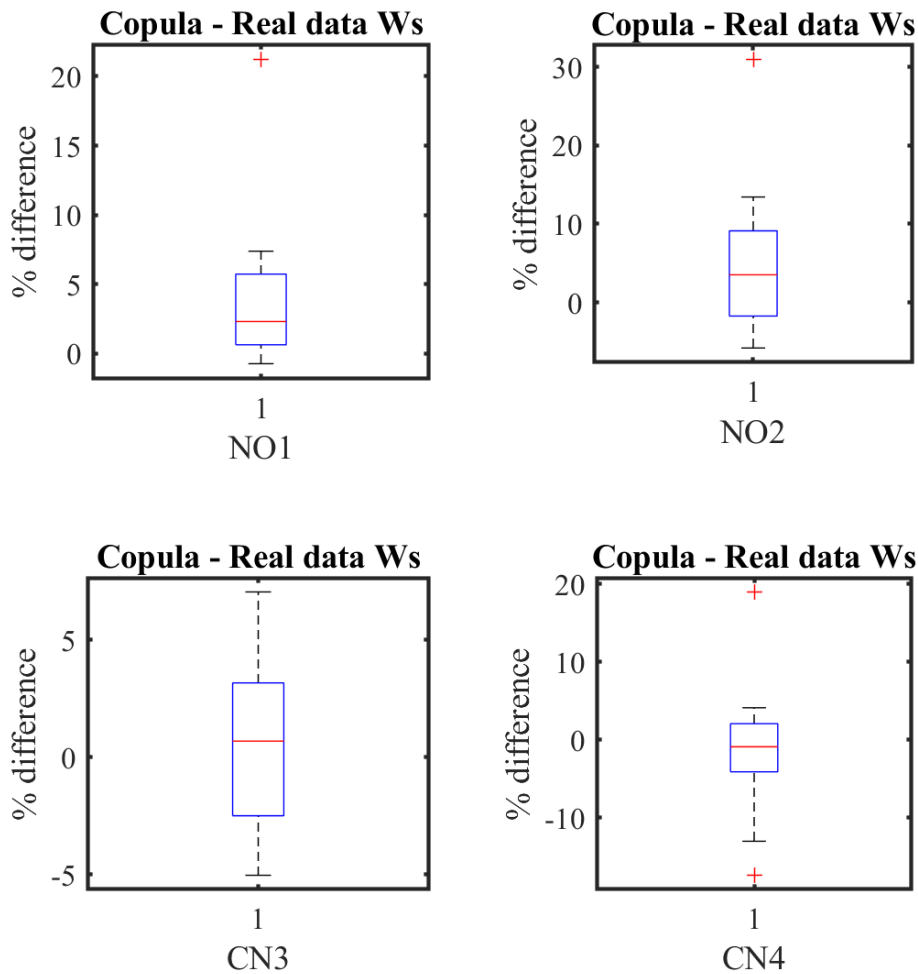 Copula - Real data Ws
20
15
10
5
0
% difference
1
NO1
Copula - Real data Ws
30
20
10
0
% difference
1
NO2
Copula - Real data Ws
5
0
-5
% difference
1
CN3
Copula - Real data Ws
20
10
0
-10
% difference
1
CN4